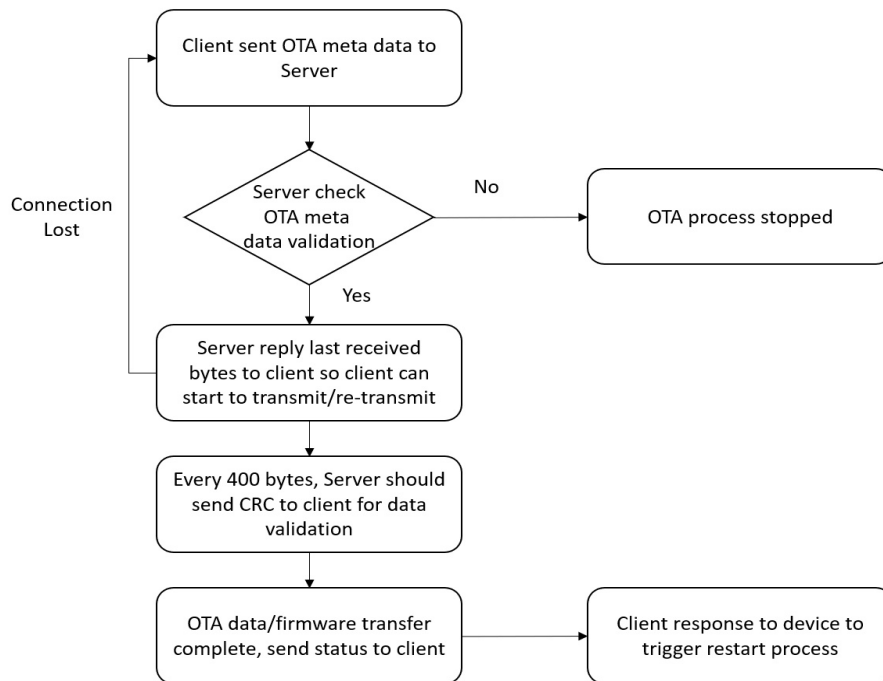 Client sent OTA meta data to
Server
Server check
OTA meta
data validation
No
OTA process stopped
Connection
Lost
Yes
Server reply last received
bytes to client so client can
start to transmit/re-transmit
Every 400 bytes, Server should
send CRC to client for data
validation
OTA data/firmware transfer
complete, send status to client
Client response to device to
trigger restart process